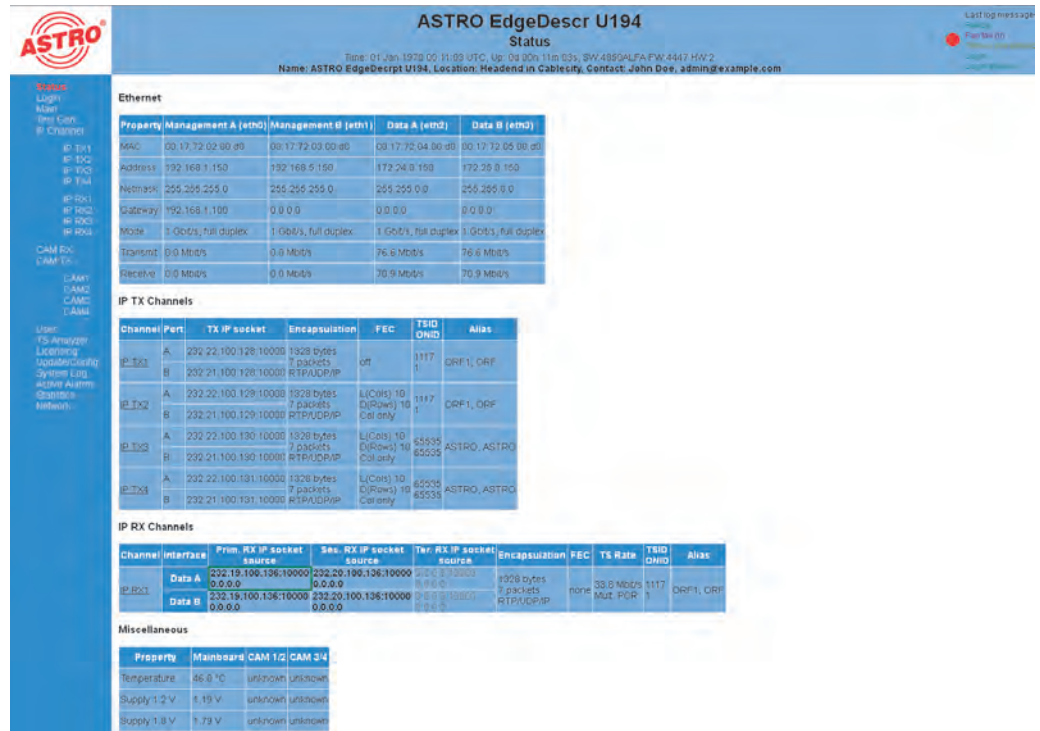 ASTRO
ASTRO EdgeDescr U194
Status
Time: 01-Jan-1970 00:11:03 UTC, Up: 0d 00h 11m 03s, SW:4850ALFA FW:4447 HW:2
Name: ASTRO EdgeDecrpt U194, Location: Headend in Cablecity, Contact: John Doe, admin@example.com
Last log message
Fan fail
Status
Login
Main
Test Gen.
IP Channel
IP TX1
IP TX2
IP TX3
IP TX4
IP RX1
IP RX2
IP RX3
IP RX4
CAM RX
CAM TX
CAM1
CAM2
CAM3
CAM4
User
TS Analyzer
Licensing
Update/Config
System Log
Active Alarms
Statistics
Network
Ethernet
Property Management A (eth0) Management B (eth1) Data A (eth2) Data B (eth3)
MAC 00:17:72:02:00:d0 00:17:72:03:00:d0 00:17:72:04:00:d0 00:17:72:05:00:d0
Address 192.168.1.150 192.168.5.150 172.24.0.150 172.20.0.150
Netmask 255.255.255.0 255.255.255.0 255.255.0.0 255.255.0.0
Gateway 192.168.1.100 0.0.0.0 0.0.0.0 0.0.0.0
Mode 1 Gbit/s, full duplex 1 Gbit/s, full duplex 1 Gbit/s, full duplex 1 Gbit/s, full duplex
Transmit 0.0 Mbit/s 0.0 Mbit/s 76.6 Mbit/s 76.6 Mbit/s
Receive 0.0 Mbit/s 0.0 Mbit/s 70.9 Mbit/s 70.9 Mbit/s
IP TX Channels
Channel Port TX IP socket Encapsulation FEC TSID ONID Alias
IP TX1 A 232.22.100.128:10000 1328 bytes 7 packets RTP/UDP/IP off 1117 1 ORF1, ORF
B 232.21.100.128:10000
IP TX2 A 232.22.100.129:10000 1328 bytes 7 packets RTP/UDP/IP L(Cols) 10 D(Rows) 10 Col only 1117 1 ORF1, ORF
B 232.21.100.129:10000
IP TX3 A 232.22.100.130:10000 1328 bytes 7 packets RTP/UDP/IP L(Cols) 10 D(Rows) 10 Col only 65535 65535 ASTRO, ASTRO
B 232.21.100.130:10000
IP TX4 A 232.22.100.131:10000 1328 bytes 7 packets RTP/UDP/IP L(Cols) 10 D(Rows) 10 Col only 65535 65535 ASTRO, ASTRO
B 232.21.100.131:10000
IP RX Channels
Channel Interface Prim. RX IP socket source Ses. RX IP socket source Ter. RX IP socket source Encapsulation FEC TS Rate TSID ONID Alias
IP RX1 Data A 232.19.100.136:10000 0.0.0.0 232.20.100.136:10000 0.0.0.0 1328 bytes 7 packets RTP/UDP/IP none 33.8 Mbit/s Mult. PCR 1117 1 ORF1, ORF
Data B 232.19.100.136:10000 0.0.0.0 232.20.100.136:10000 0.0.0.0
Miscellaneous
Property Mainboard CAM 1/2 CAM 3/4
Temperature 46.0 °C unknown unknown
Supply 1.2 V 1.19 V unknown unknown
Supply 1.8 V 1.79 V unknown unknown